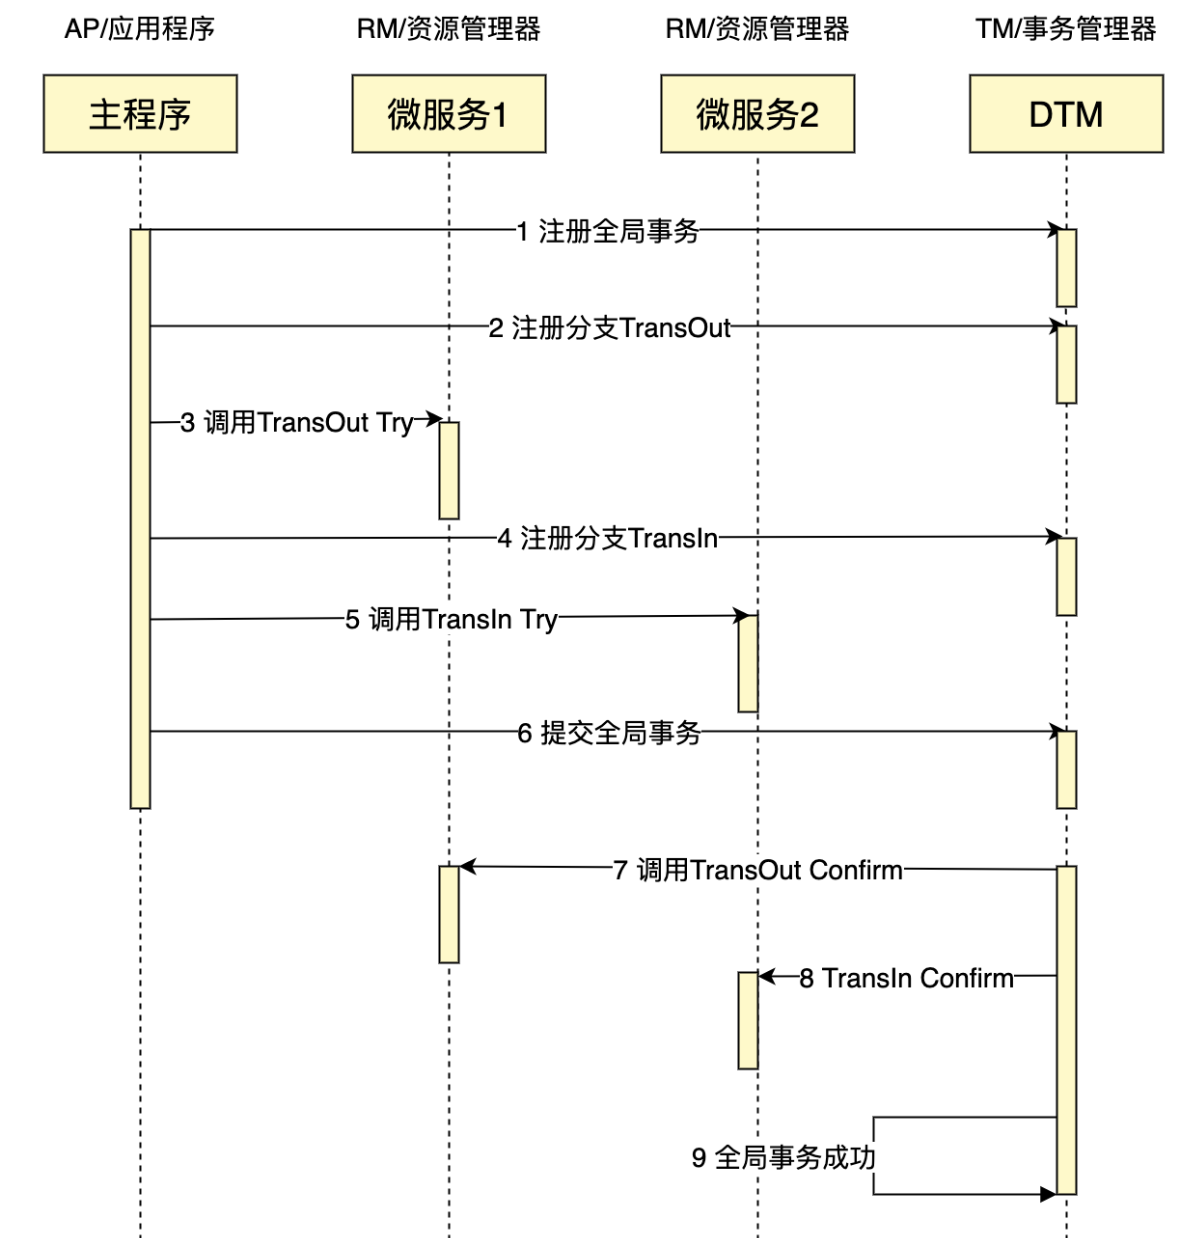 AP/应用程序
RM/资源管理器
RM/资源管理器
TM/事务管理器
主程序
微服务1
微服务2
DTM
1 注册全局事务
2 注册分支TransOut
3 调用TransOut Try
4 注册分支TransIn
5 调用TransIn Try
6 提交全局事务
7 调用TransOut Confirm
8 TransIn Confirm
9 全局事务成功